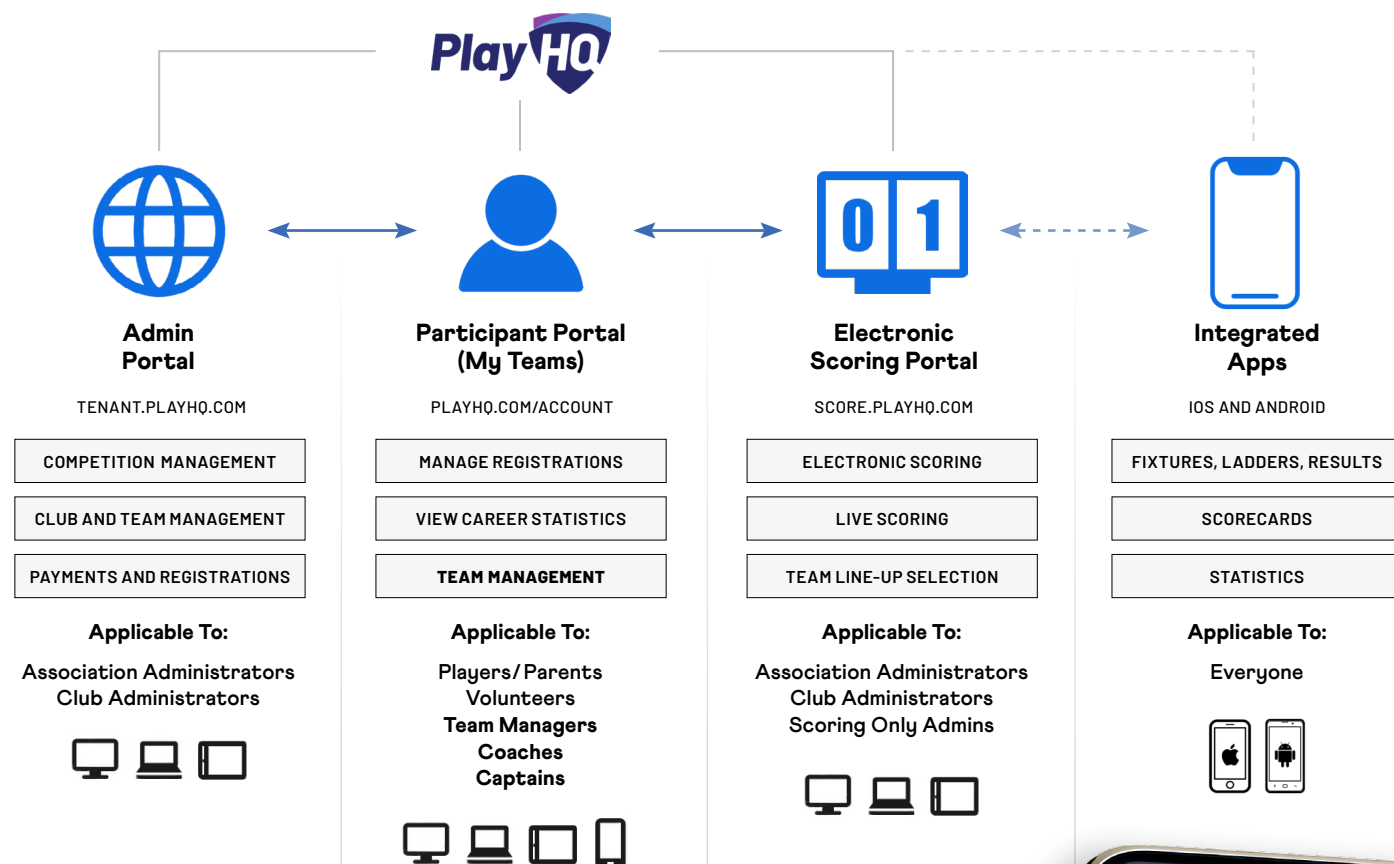 PlayHQ
0 1
Admin
Portal
TENANT.PLAYHQ.COM
COMPETITION MANAGEMENT
CLUB AND TEAM MANAGEMENT
PAYMENTS AND REGISTRATIONS
Applicable To:
Association Administrators
Club Administrators
Participant Portal
(My Teams)
PLAYHQ.COM/ACCOUNT
MANAGE REGISTRATIONS
VIEW CAREER STATISTICS
TEAM MANAGEMENT
Applicable To:
Players/Parents
Volunteers
Team Managers
Coaches
Captains
Electronic
Scoring Portal
SCORE.PLAYHQ.COM
ELECTRONIC SCORING
LIVE SCORING
TEAM LINE-UP SELECTION
Applicable To:
Association Administrators
Club Administrators
Scoring Only Admins
Integrated
Apps
IOS AND ANDROID
FIXTURES, LADDERS, RESULTS
SCORECARDS
STATISTICS
Applicable To:
Everyone